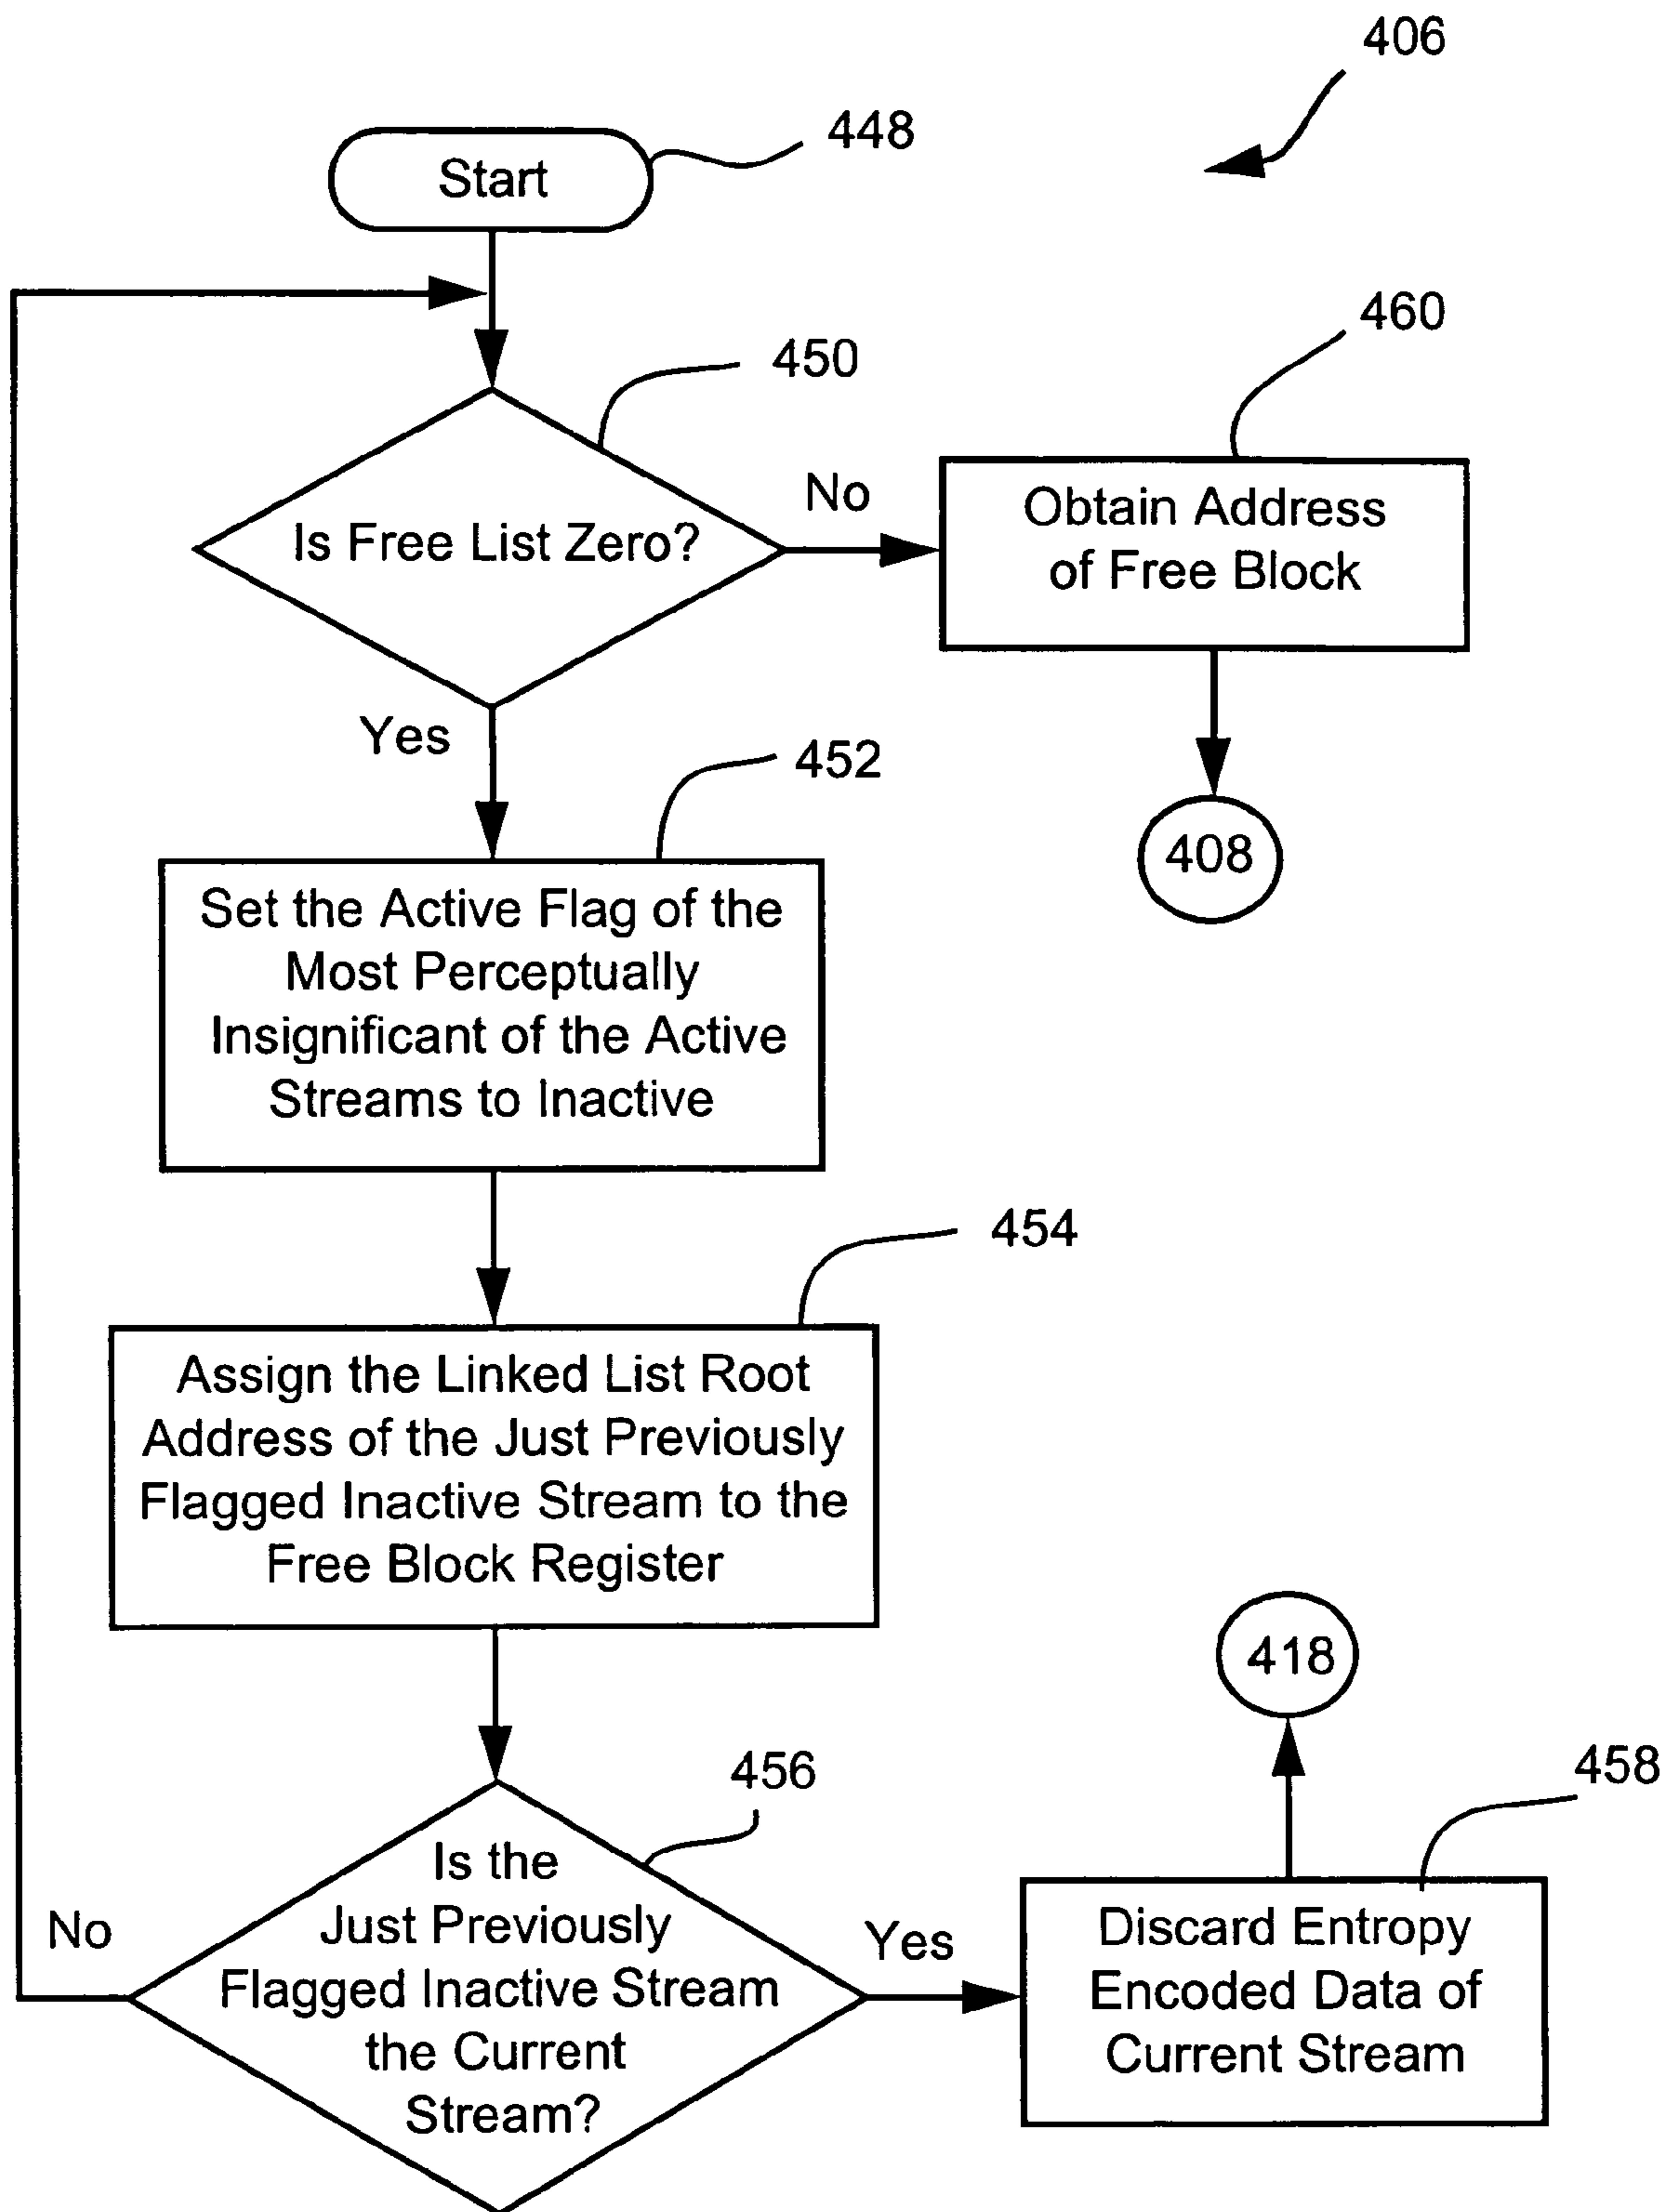 406
448
Start
450
460
Is Free List Zero?
No
Obtain Address
of Free Block
Yes
408
452
Set the Active Flag of the
Most Perceptually
Insignificant of the Active
Streams to Inactive
454
Assign the Linked List Root
Address of the Just Previously
Flagged Inactive Stream to the
Free Block Register
418
456
458
Is the
Just Previously
Flagged Inactive Stream
the Current
Stream?
No
Yes
Discard Entropy
Encoded Data of
Current Stream